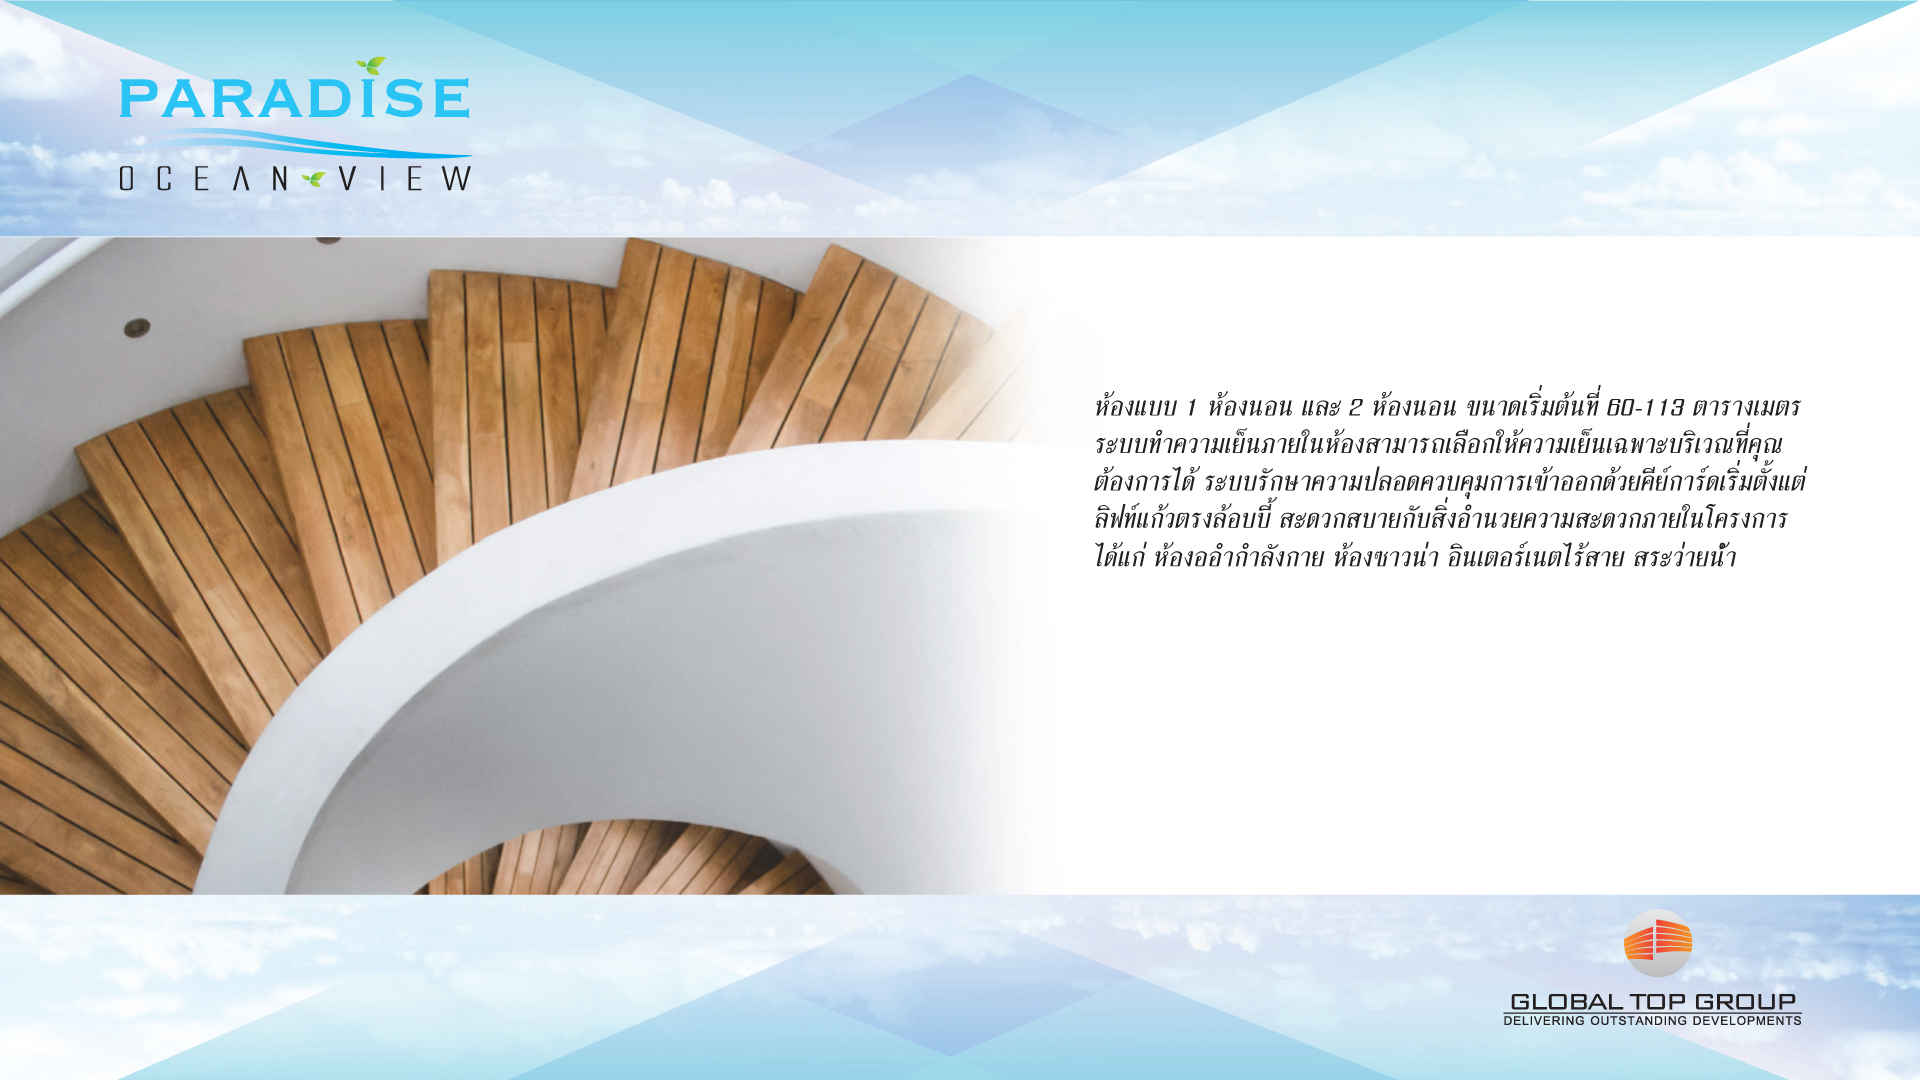 PARADISE
OCEAN VIEW
ห้องแบบ 1 ห้องนอน และ 2 ห้องนอน ขนาดเริ่มต้นที่ 60-113 ตารางเมตร
ระบบทำความเย็นภายในห้องสามารถเลือกให้ความเย็นเฉพาะบริเวณที่คุณ
ต้องการได้ ระบบรักษาความปลอดควบคุมการเข้าออกด้วยคีย์การ์ดเริ่มตั้งแต่
ลิฟท์แก้วตรงล้อบบี้ สะดวกสบายกับสิ่งอำนวยความสะดวกภายในโครงการ
ได้แก่ ห้องออำกำลังกาย ห้องซาวน่า อินเตอร์เนตไร้สาย สระว่ายน้ำ
GLOBAL TOP GROUP
DELIVERING OUTSTANDING DEVELOPMENTS